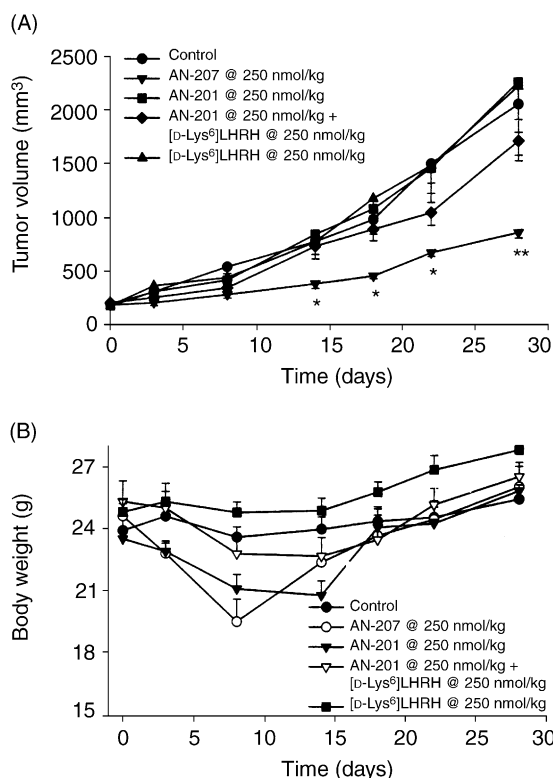 (A)
Control
AN-207 @ 250 nmol/kg
AN-201 @ 250 nmol/kg
AN-201 @ 250 nmol/kg +
[D-Lys⁶]LHRH @ 250 nmol/kg
[D-Lys⁶]LHRH @ 250 nmol/kg
Tumor volume (mm³)
2500
2000
1500
1000
500
0
* * * **
0 5 10 15 20 25 30
Time (days)
(B)
Body weight (g)
27
24
21
18
15
Control
AN-207 @ 250 nmol/kg
AN-201 @ 250 nmol/kg
AN-201 @ 250 nmol/kg +
[D-Lys⁶]LHRH @ 250 nmol/kg
[D-Lys⁶]LHRH @ 250 nmol/kg
0 5 10 15 20 25 30
Time (days)